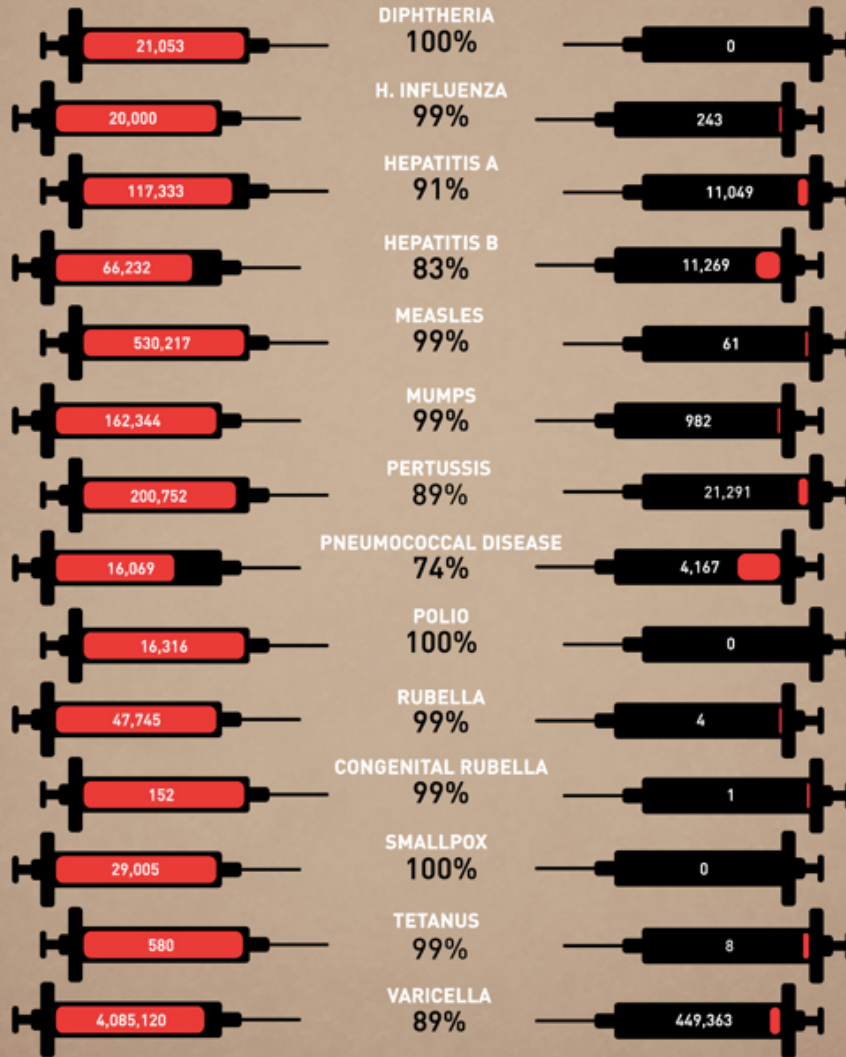 DIPHTHERIA
21,053 100% 0
H. INFLUENZA
20,000 99% 243
HEPATITIS A
117,333 91% 11,049
HEPATITIS B
66,232 83% 11,269
MEASLES
530,217 99% 61
MUMPS
162,344 99% 982
PERTUSSIS
200,752 89% 21,291
PNEUMOCOCCAL DISEASE
16,069 74% 4,167
POLIO
16,316 100% 0
RUBELLA
47,745 99% 4
CONGENITAL RUBELLA
152 99% 1
SMALLPOX
29,005 100% 0
TETANUS
580 99% 8
VARICELLA
4,085,120 89% 449,363